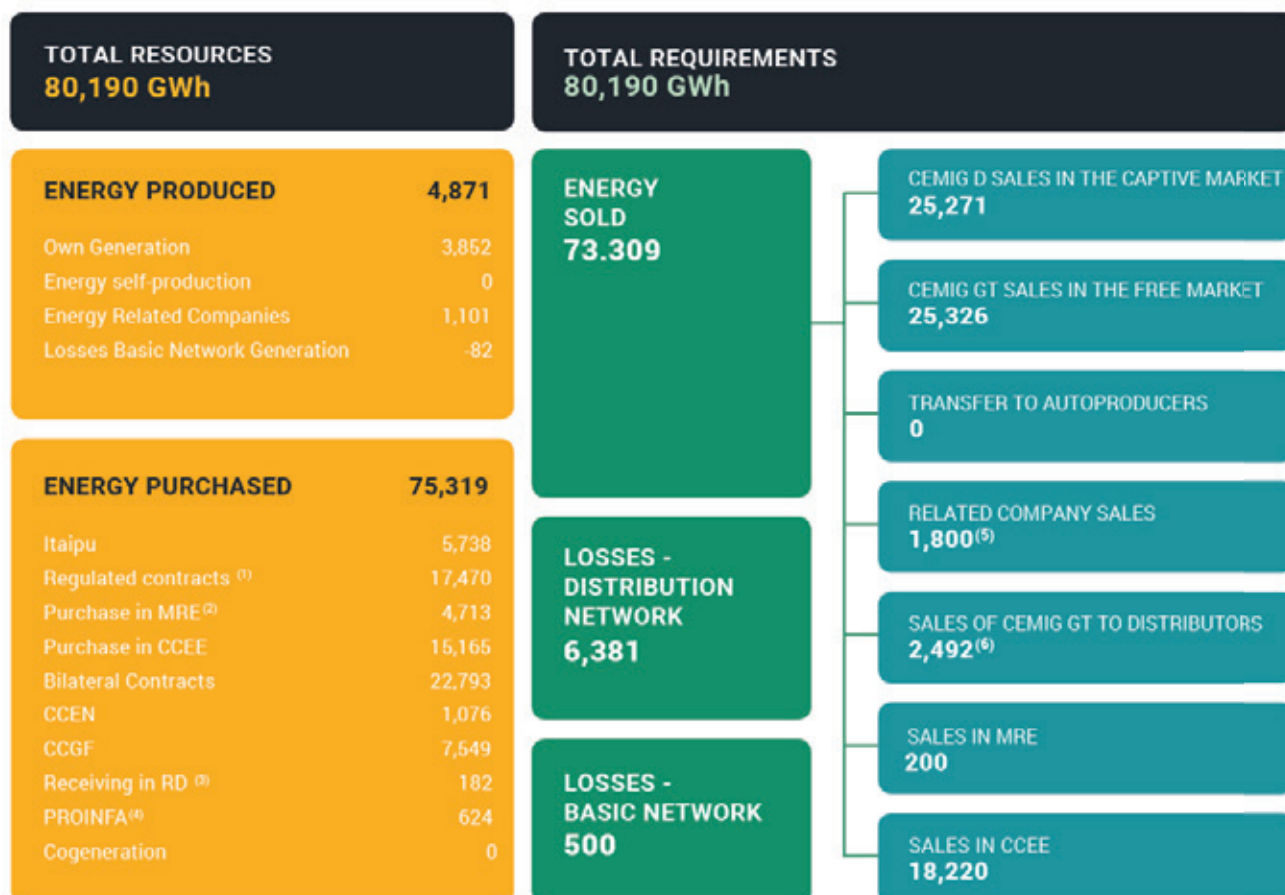 TOTAL RESOURCES
80,190 GWh
TOTAL REQUIREMENTS
80,190 GWh
ENERGY PRODUCED 4,871
Own Generation 3,852
Energy self-production 0
Energy Related Companies 1,101
Losses Basic Network Generation -82
ENERGY PURCHASED 75,319
Itaipu 5,738
Regulated contracts (1) 17,470
Purchase in MRE(2) 4,713
Purchase in CCEE 15,165
Bilateral Contracts 22,793
CCEN 1,076
CCGF 7,549
Receiving in RD (3) 182
PROINFA(4) 624
Cogeneration 0
ENERGY
SOLD
73.309
LOSSES -
DISTRIBUTION
NETWORK
6,381
LOSSES -
BASIC NETWORK
500
CEMIG D SALES IN THE CAPTIVE MARKET
25,271
CEMIG GT SALES IN THE FREE MARKET
25,326
TRANSFER TO AUTOPRODUCERS
0
RELATED COMPANY SALES
1,800(5)
SALES OF CEMIG GT TO DISTRIBUTORS
2,492(6)
SALES IN MRE
200
SALES IN CCEE
18,220